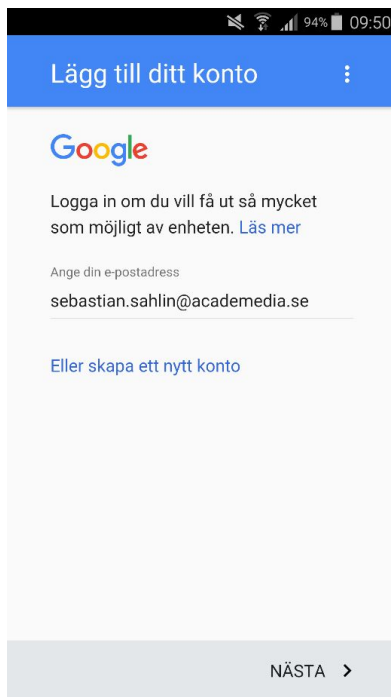 94% 09:50
Lägg till ditt konto
Google
Logga in om du vill få ut så mycket
som möjligt av enheten. Läs mer
Ange din e-postadress
sebastian.sahlin@academedia.se
Eller skapa ett nytt konto
NÄSTA